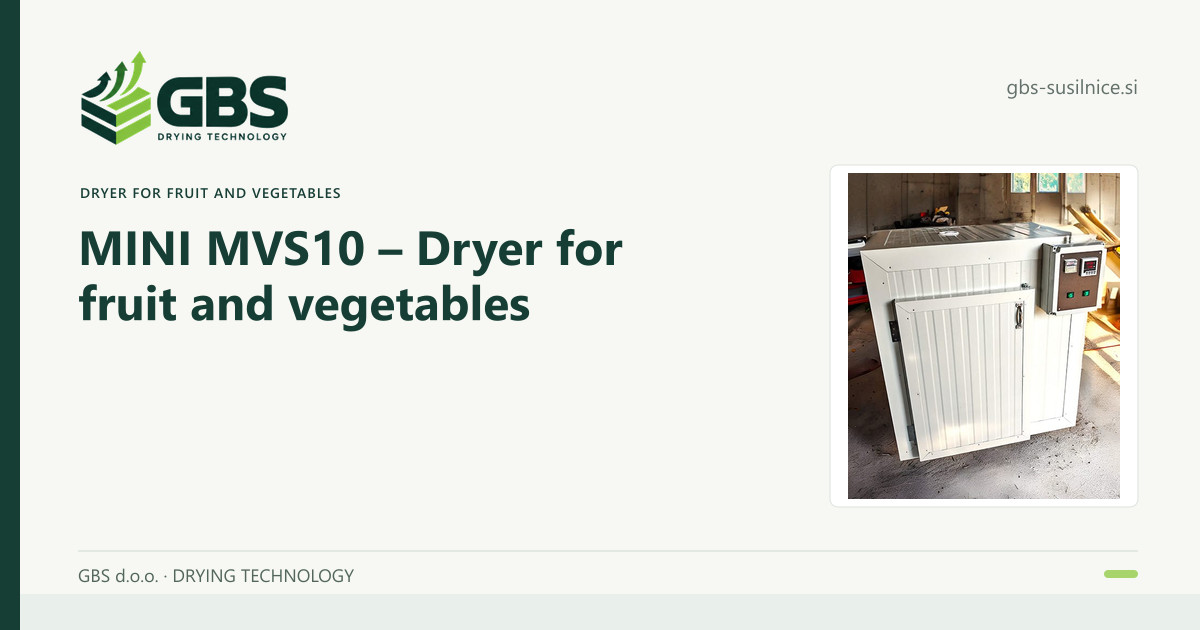 GBS
DRYING TECHNOLOGY
gbs-susilnice.si
DRYER FOR FRUIT AND VEGETABLES
MINI MVS10 – Dryer for
fruit and vegetables
GBS d.o.o. · DRYING TECHNOLOGY